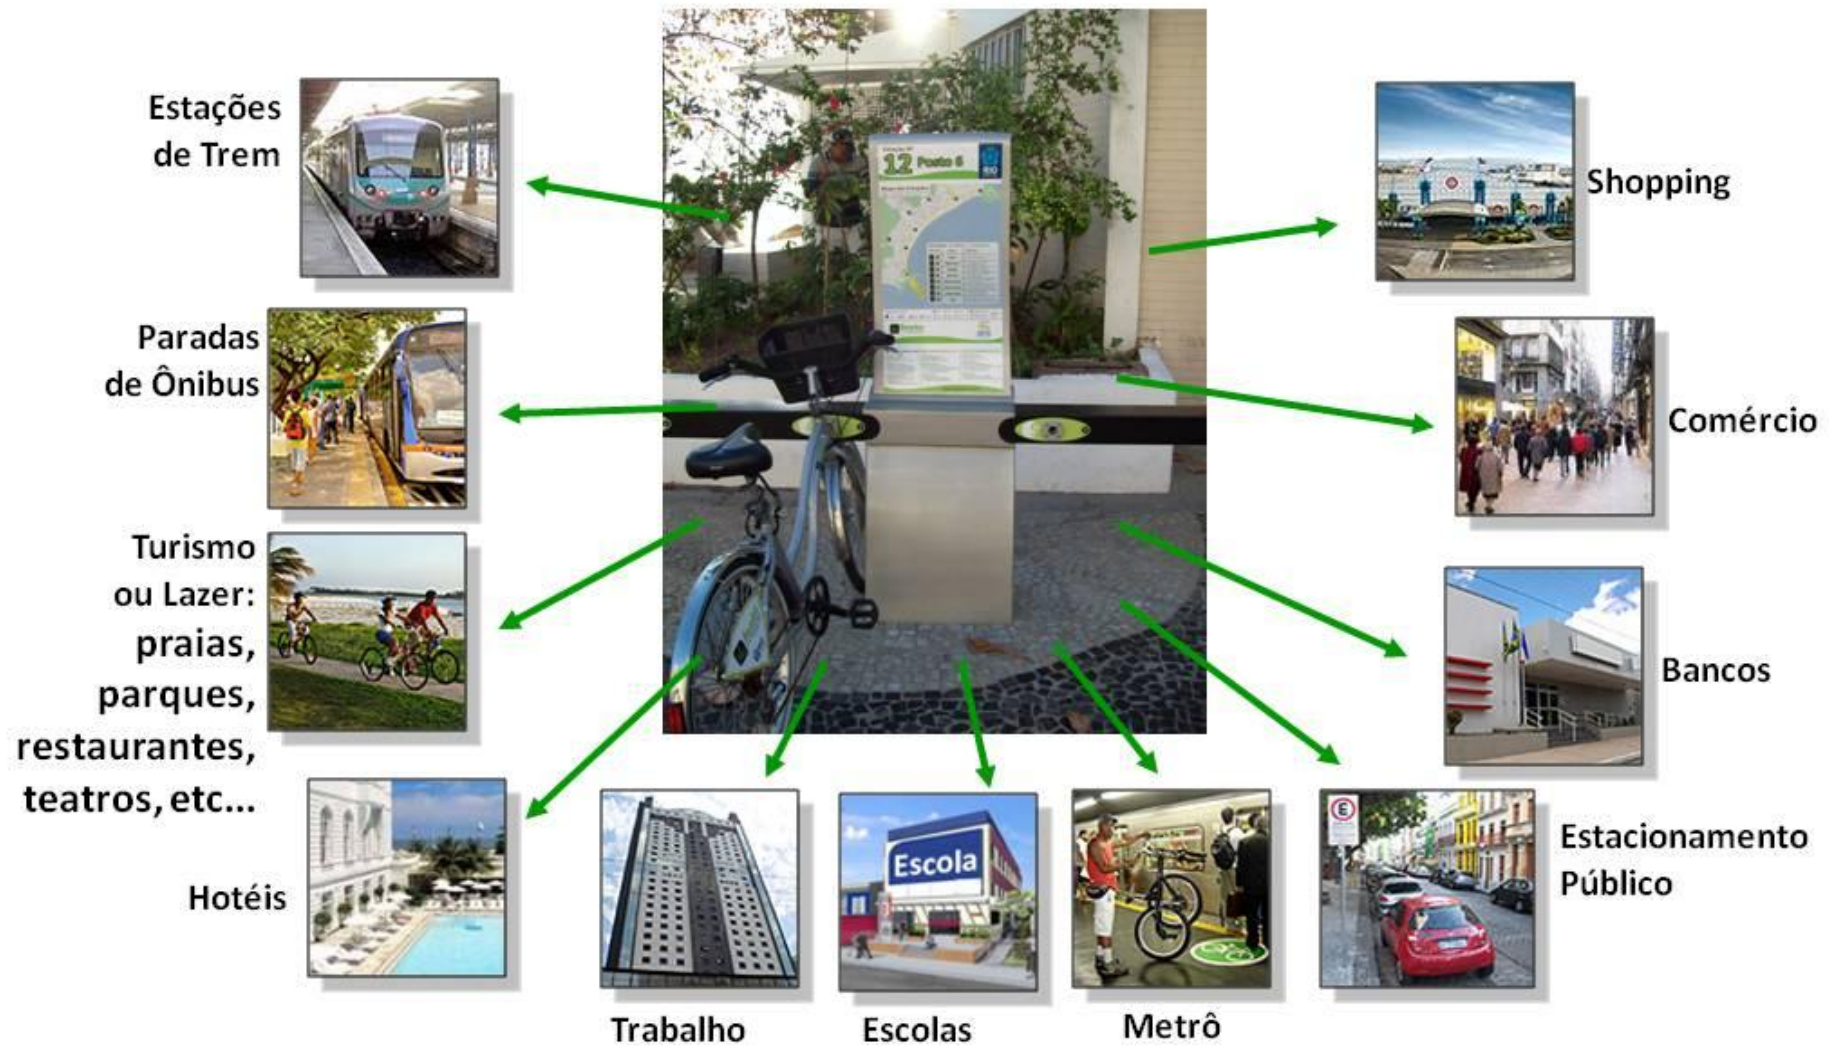 Estações
de Trem
Paradas
de Ônibus
Turismo
ou Lazer:
praias,
parques,
restaurantes,
teatros, etc...
Hotéis
12 Posto 6
RIO
Shopping
Comércio
Bancos
E
Estacionamento
Público
Escola
Trabalho
Escolas
Metrô